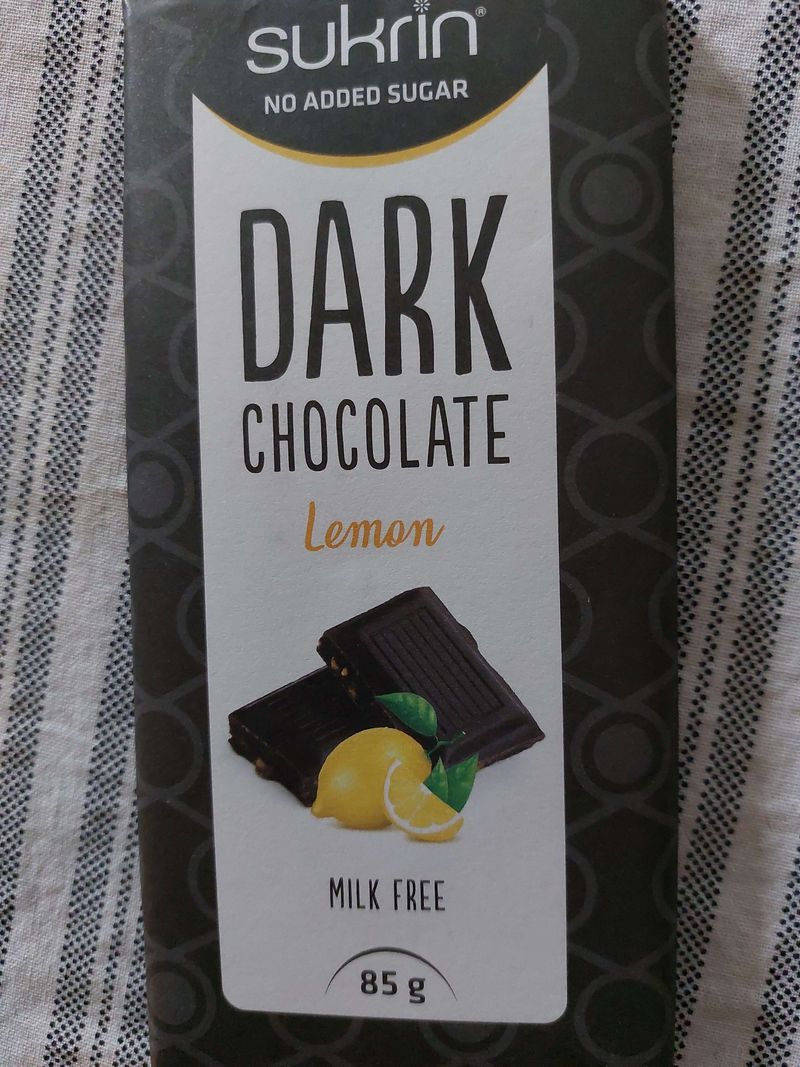 sukrin®
NO ADDED SUGAR
DARK
CHOCOLATE
Lemon
MILK FREE
85 g